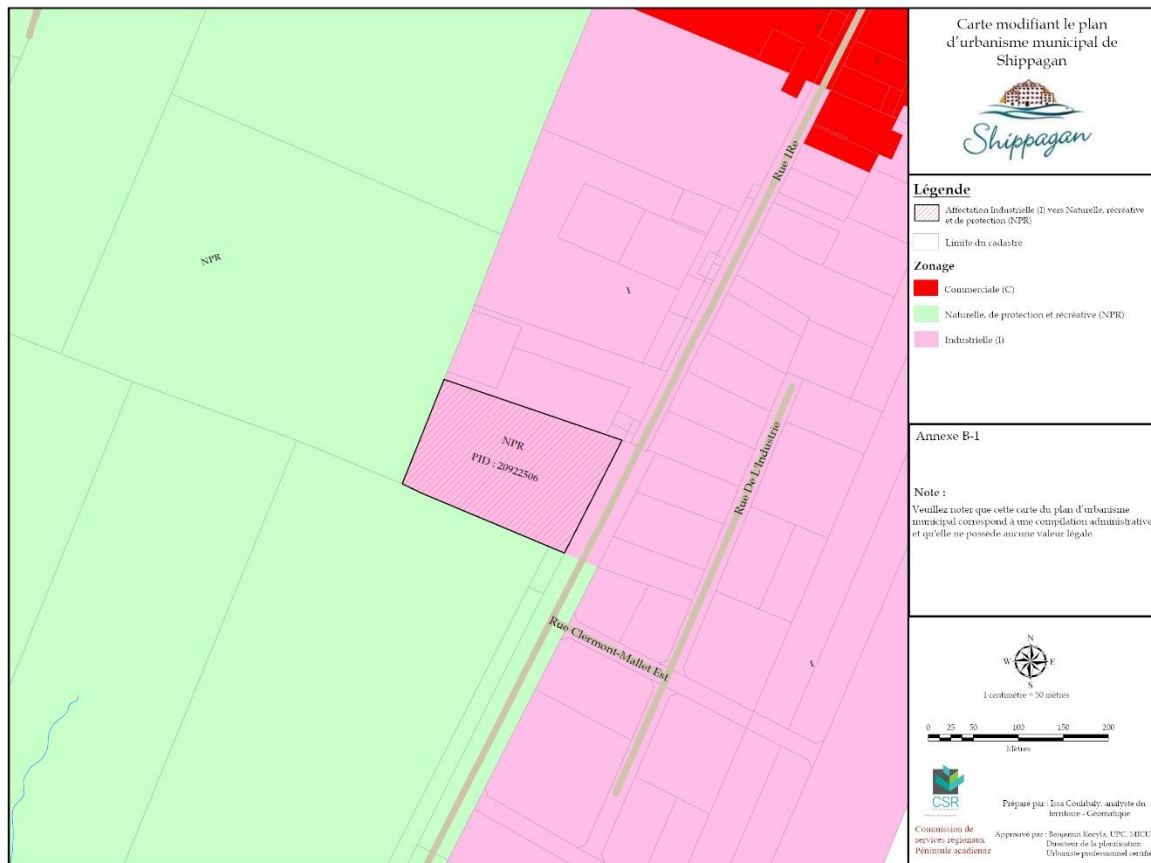 Carte modifiant le plan
d'urbanisme municipal de
Shippagan
Shippagan
Légende
Affectation Industrielle (I) vers Naturelle, récréative
et de protection (NPR)
Limite du cadastre
Zonage
Commerciale (C)
Naturelle, de protection et récréative (NPR)
Industrielle (I)
Annexe B-1
Note :
Veuillez noter que cette carte du plan d'urbanisme
municipal correspond à une compilation administrative
et qu'elle ne possède aucune valeur légale.
N
W E
S
1 centimètre = 50 mètres
0 25 50 100 150 200
Mètres
CSR
Commission de
services régionaux
Péninsule acadienne
Préparé par : Issa Coulibaly, analyste du
territoire - Géomatique
Approuvé par : Benjamin Kocyla, UPC, MICU
Directeur de la planification
Urbaniste professionnel certifié
Rue 1Re
NPR
I
NPR
PID : 20922506
Rue De L'Industrie
Rue Clermont-Mallet Est
I